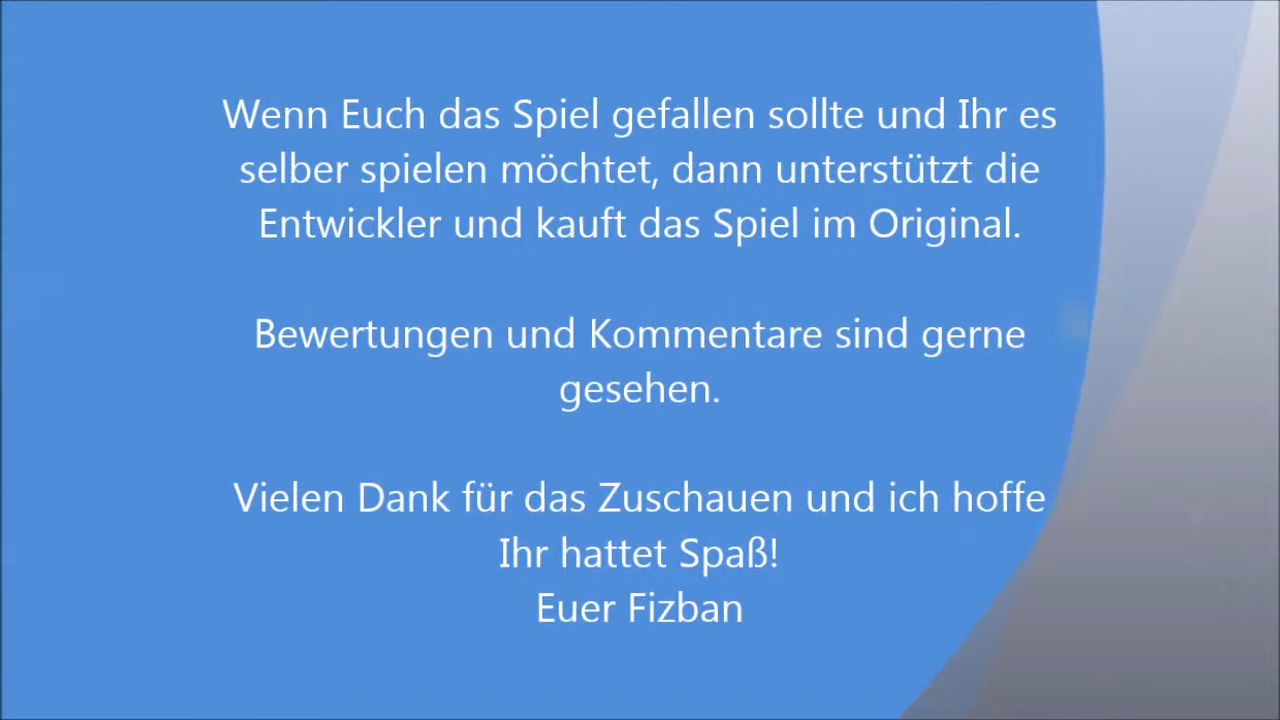 Wenn Euch das Spiel gefallen sollte und Ihr es
selber spielen möchtet, dann unterstützt die
Entwickler und kauft das Spiel im Original.
Bewertungen und Kommentare sind gerne
gesehen.
Vielen Dank für das Zuschauen und ich hoffe
Ihr hattet Spaß!
Euer Fizban